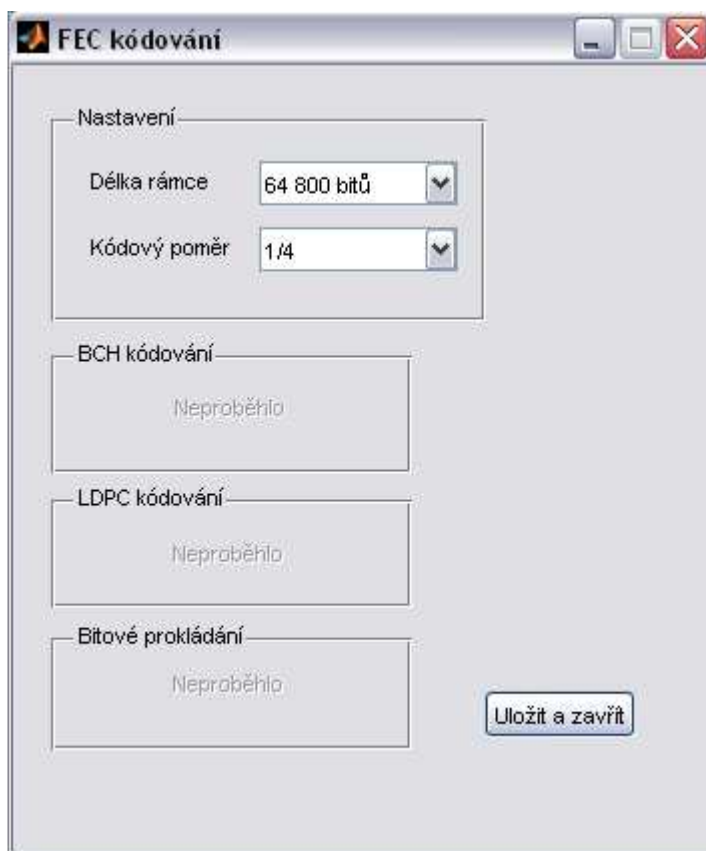 FEC kódování
Nastavení
Délka rámce 64 800 bitů
Kódový poměr 1/4
BCH kódování
Neproběhlo
LDPC kódování
Neproběhlo
Bitové prokládání
Neproběhlo
Uložit a zavřít